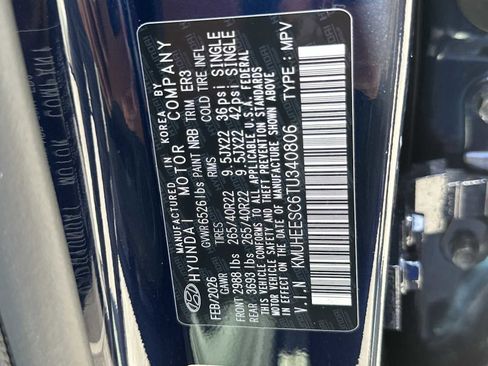 MANUFACTURED IN KOREA BY
HYUNDAI MOTOR COMPANY
FEB/2026 GVWR 6526 lbs PAINT NRB TRIM ER3
GAWR TIRES RIMS COLD TIRE INFL
FRONT 2988 lbs 265/40R22 9.5JX22 36psi SINGLE
REAR 3693 lbs 265/40R22 9.5JX22 42psi SINGLE
THIS VEHICLE CONFORMS TO ALL APPLICABLE U.S.A. FEDERAL
MOTOR VEHICLE SAFETY AND THEFT PREVENTION STANDARDS
IN EFFECT ON THE DATE OF MANUFACTURE SHOWN ABOVE
V.I.N: KMUHEESC6TU340806 TYPE : MPV